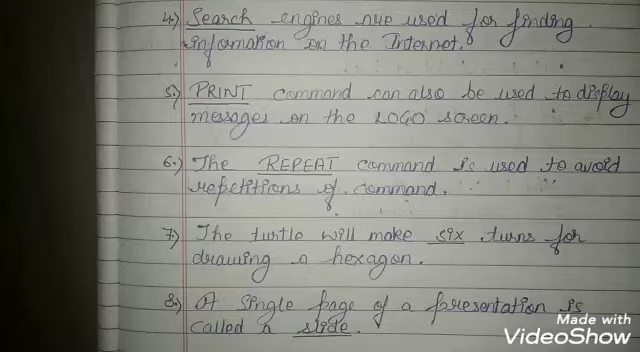 4.) Search engines are used for finding
information on the Internet.
5.) PRINT command can also be used to display
messages on the LOGO screen.
6.) The REPEAT command is used to avoid
repetitions of command.
7.) The turtle will make six turns for
drawing a hexagon.
8.) A single page of a presentation is
called a slide.
Made with
VideoShow